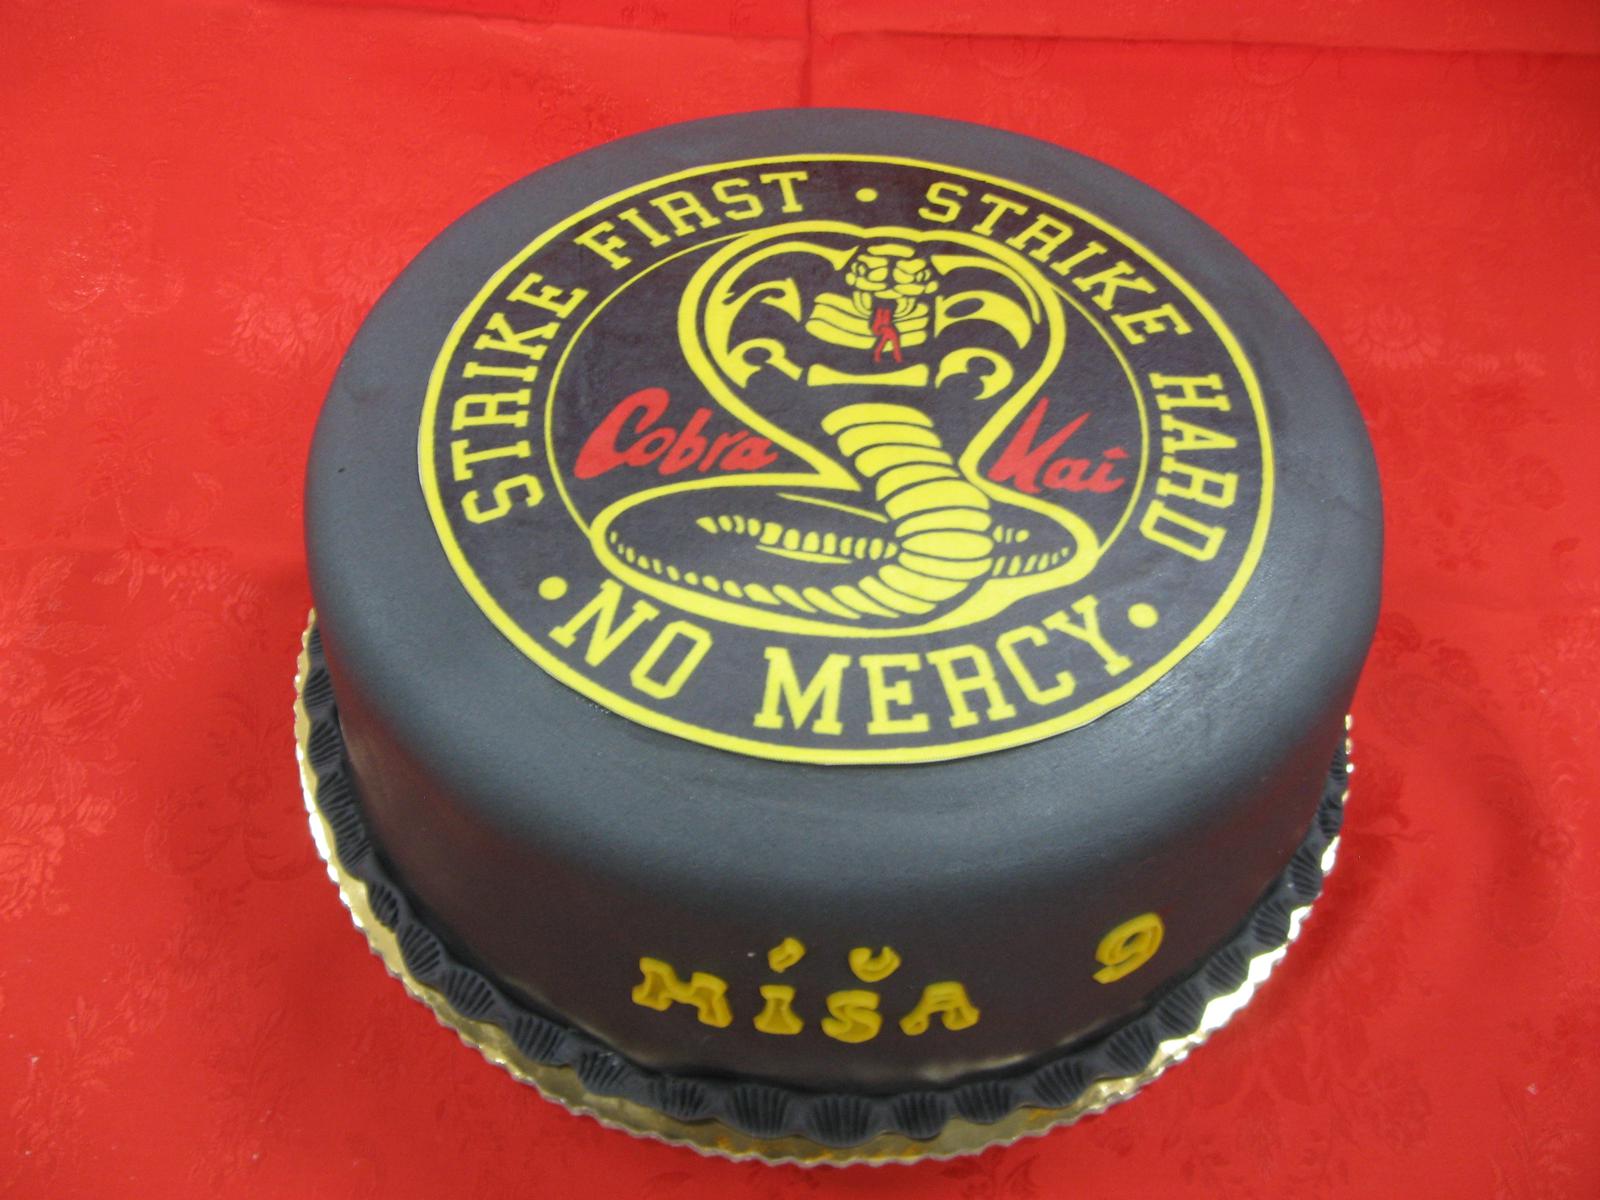 STRIKE FIRST • STRIKE HARD
• NO MERCY •
Cobra Kai
MÍŠA 9